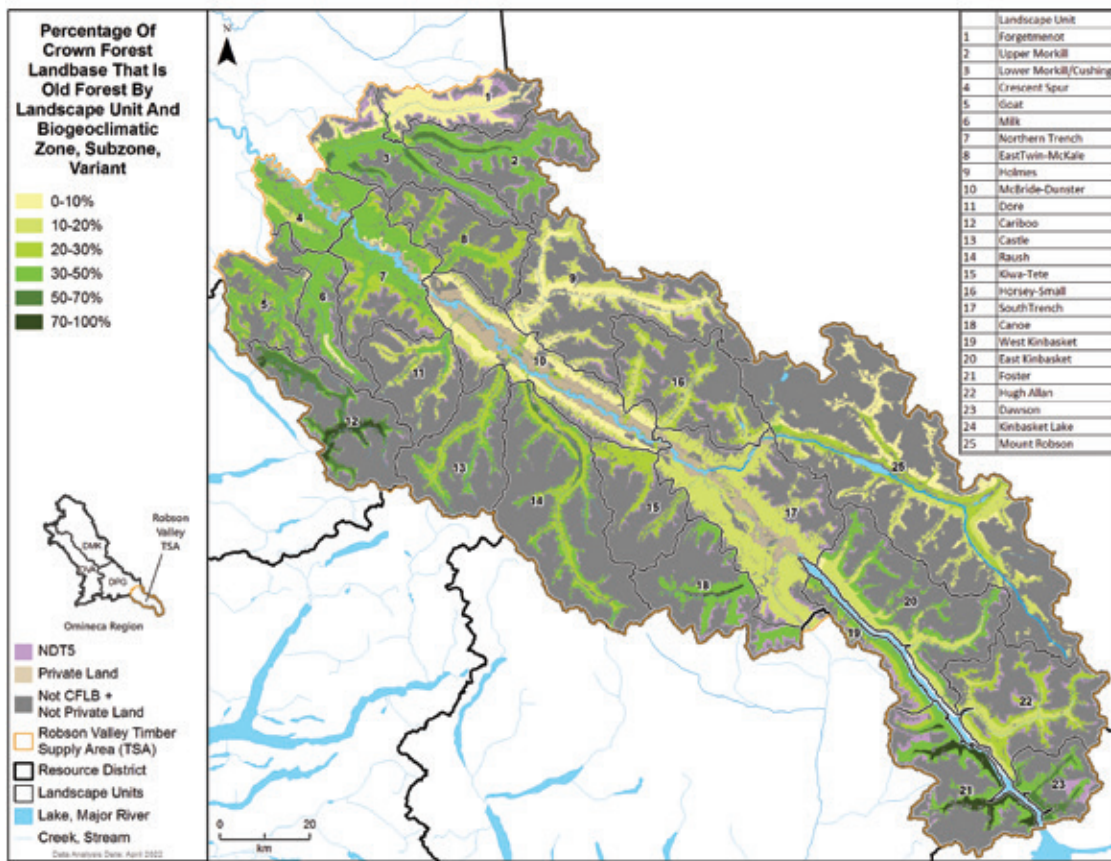 Percentage Of
Crown Forest
Landbase That Is
Old Forest By
Landscape Unit And
Biogeoclimatic
Zone, Subzone,
Variant
0-10%
10-20%
20-30%
30-50%
50-70%
70-100%
DMK
DVA
DPG
Robson
Valley
TSA
Omineca Region
NDT5
Private Land
Not CFLB +
Not Private Land
Robson Valley Timber
Supply Area (TSA)
Resource District
Landscape Units
Lake, Major River
Creek, Stream
Data Analysis Date: April 2022
N
1
2
3
4
5
6
7
8
9
10
11
12
13
14
15
16
17
18
19
20
21
22
23
25
0 20
km
Landscape Unit
1 Forgetmenot
2 Upper Morkill
3 Lower Morkill/Cushing
4 Crescent Spur
5 Goat
6 Milk
7 Northern Trench
8 EastTwin-McKale
9 Holmes
10 McBride-Dunster
11 Dore
12 Cariboo
13 Castle
14 Raush
15 Kiwa-Tete
16 Horsey-Small
17 SouthTrench
18 Canoe
19 West Kinbasket
20 East Kinbasket
21 Foster
22 Hugh Allan
23 Dawson
24 Kinbasket Lake
25 Mount Robson